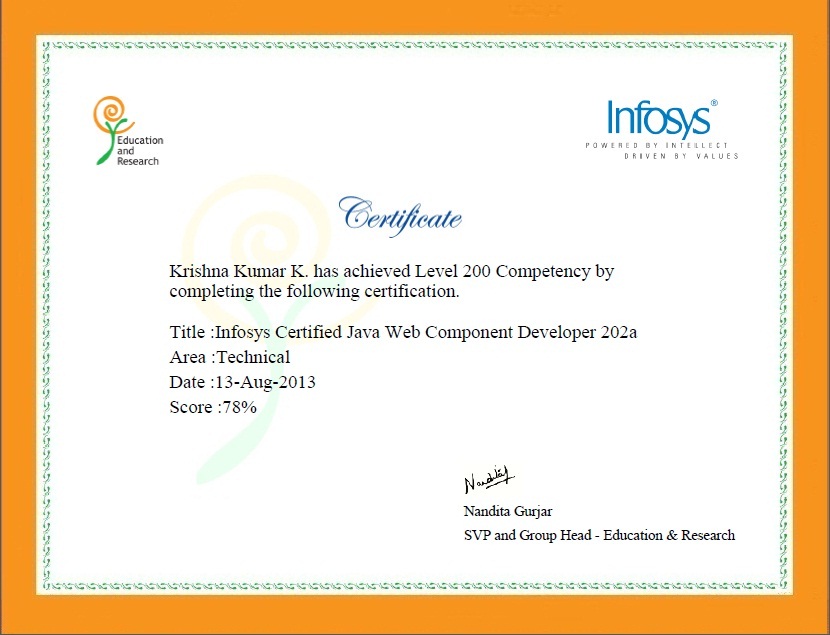 Education
and
Research
Infosys®
POWERED BY INTELLECT
DRIVEN BY VALUES
Certificate
Krishna Kumar K. has achieved Level 200 Competency by
completing the following certification.
Title :Infosys Certified Java Web Component Developer 202a
Area :Technical
Date :13-Aug-2013
Score :78%
Nandita
Nandita Gurjar
SVP and Group Head - Education & Research